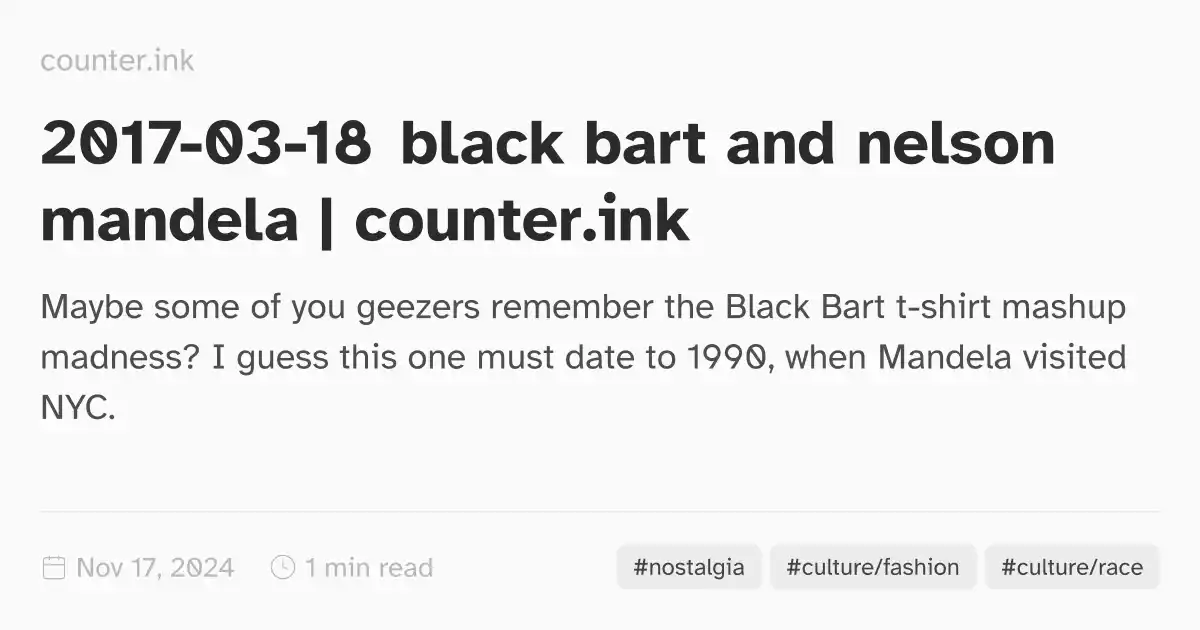 counter.ink
2017-03-18 black bart and nelson
mandela | counter.ink
Maybe some of you geezers remember the Black Bart t-shirt mashup
madness? I guess this one must date to 1990, when Mandela visited
NYC.
Nov 17, 2024 1 min read #nostalgia #culture/fashion #culture/race